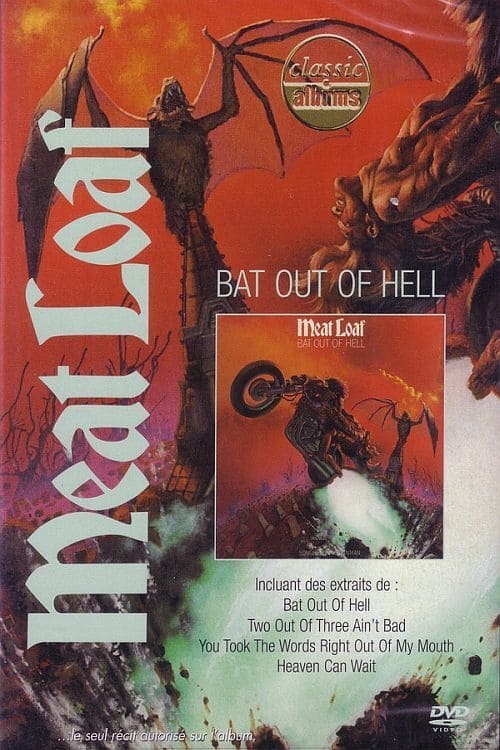 classic
albums
Meat Loaf
BAT OUT OF HELL
Meat Loaf
BAT OUT OF HELL
Incluant des extraits de :
Bat Out Of Hell
Two Out Of Three Ain't Bad
You Took The Words Right Out Of My Mouth
Heaven Can Wait
DVD
VIDEO
...le seul récit autorisé sur l'album.